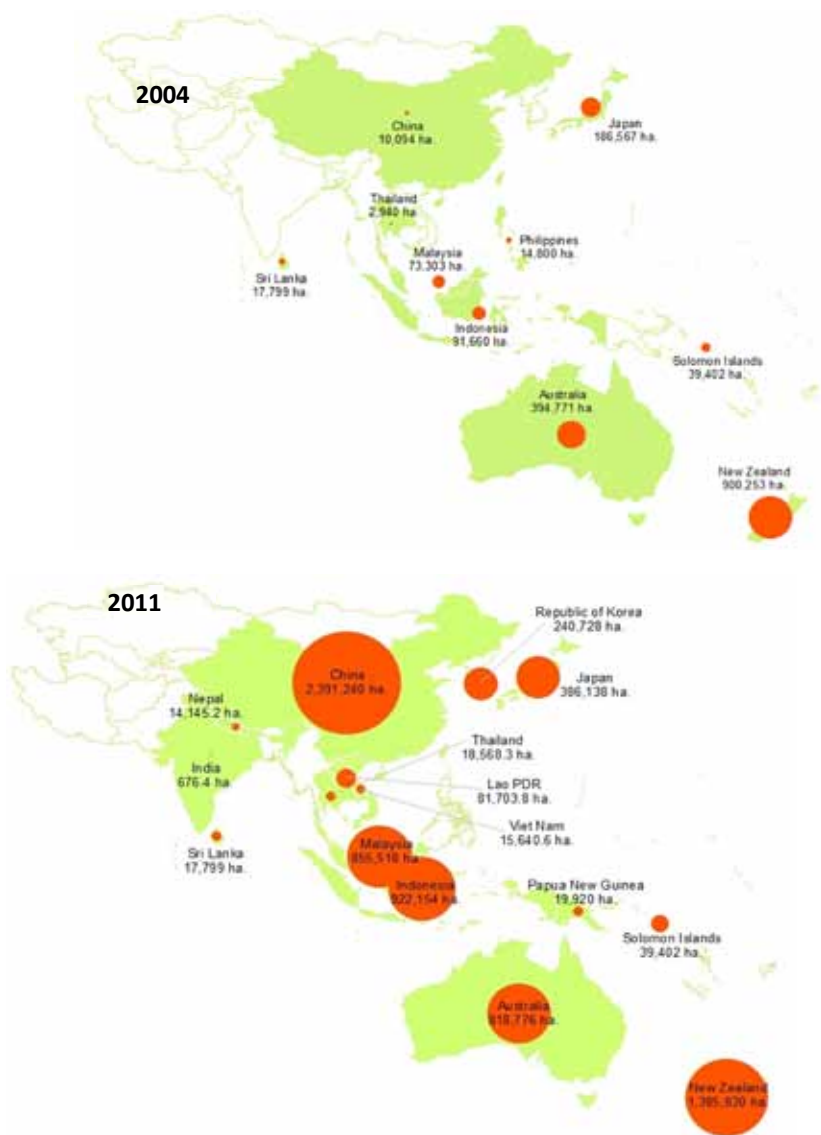 2004
China
10,094 ha.
Japan
186,567 ha.
Thailand
2,940 ha
Philippines
14,800 ha.
Malaysia
73,303 ha.
Sri Lanka
17,799 ha.
Indonesia
91,660 ha.
Solomon Islands
39,402 ha.
Australia
394,771 ha
New Zealand
900,253 ha.
2011
Republic of Korea
240,728 ha.
China
2,391,240 ha.
Japan
386,138 ha.
Nepal
14,145.2 ha.
Thailand
18,568.3 ha.
India
676.4 ha.
Lao PDR
81,703.8 ha.
Viet Nam
15,640.6 ha.
Sri Lanka
17,799 ha.
Malaysia
855,518 ha.
Indonesia
922,154 ha.
Papua New Guinea
19,920 ha.
Solomon Islands
39,402 ha.
Australia
ha.
New Zealand
ha.